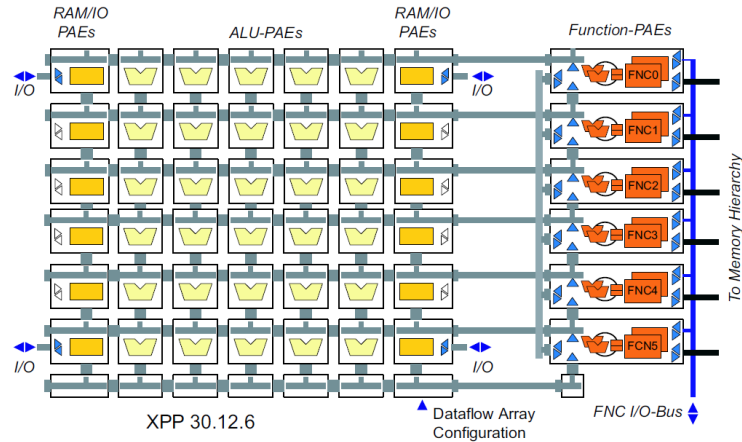 RAM/IO
PAEs
ALU-PAEs
RAM/IO
PAEs
Function-PAEs
I/O
I/O
FNC0
FNC1
FNC2
FNC3
FNC4
FCN5
I/O
I/O
To Memory Hierarchy
XPP 30.12.6
Dataflow Array
Configuration
FNC I/O-Bus